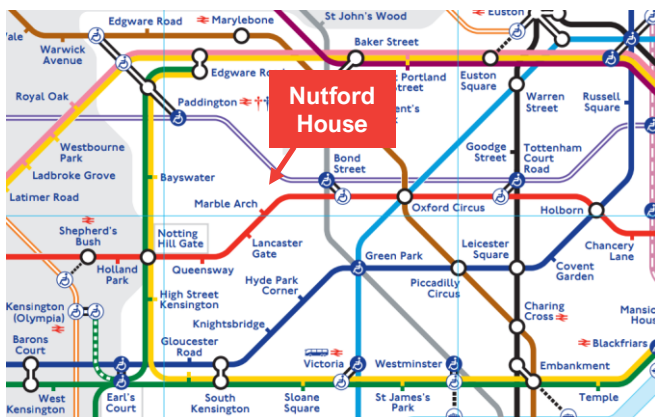 St John's Wood
Euston
Edgware Road
Marylebone
Baker Street
Warwick
Avenue
Edgware Roa
Portland
Street
Euston
Square
Royal Oak
Paddington
Nutford
House
Warren
Street
Russell
Square
Westbourne
Park
Ladbroke Grove
Latimer Road
Bayswater
Bond
Street
Goodge
Street
Tottenham
Court
Road
Marble Arch
Oxford Circus
Holborn
Shepherd's
Bush
Notting
Hill Gate
Lancaster
Gate
Holland
Park
Queensway
Green Park
Leicester
Square
Chancery
Lane
Covent
Garden
Piccadilly
Circus
Hyde Park
Corner
Kensington
(Olympia)
High Street
Kensington
Charing
Cross
Mansio
Hou
Knightsbridge
Barons
Court
Gloucester
Road
Victoria
Westminster
Blackfriars
Embankment
West
Kensington
Earl's
Court
South
Kensington
Sloane
Square
St James's
Park
Temple